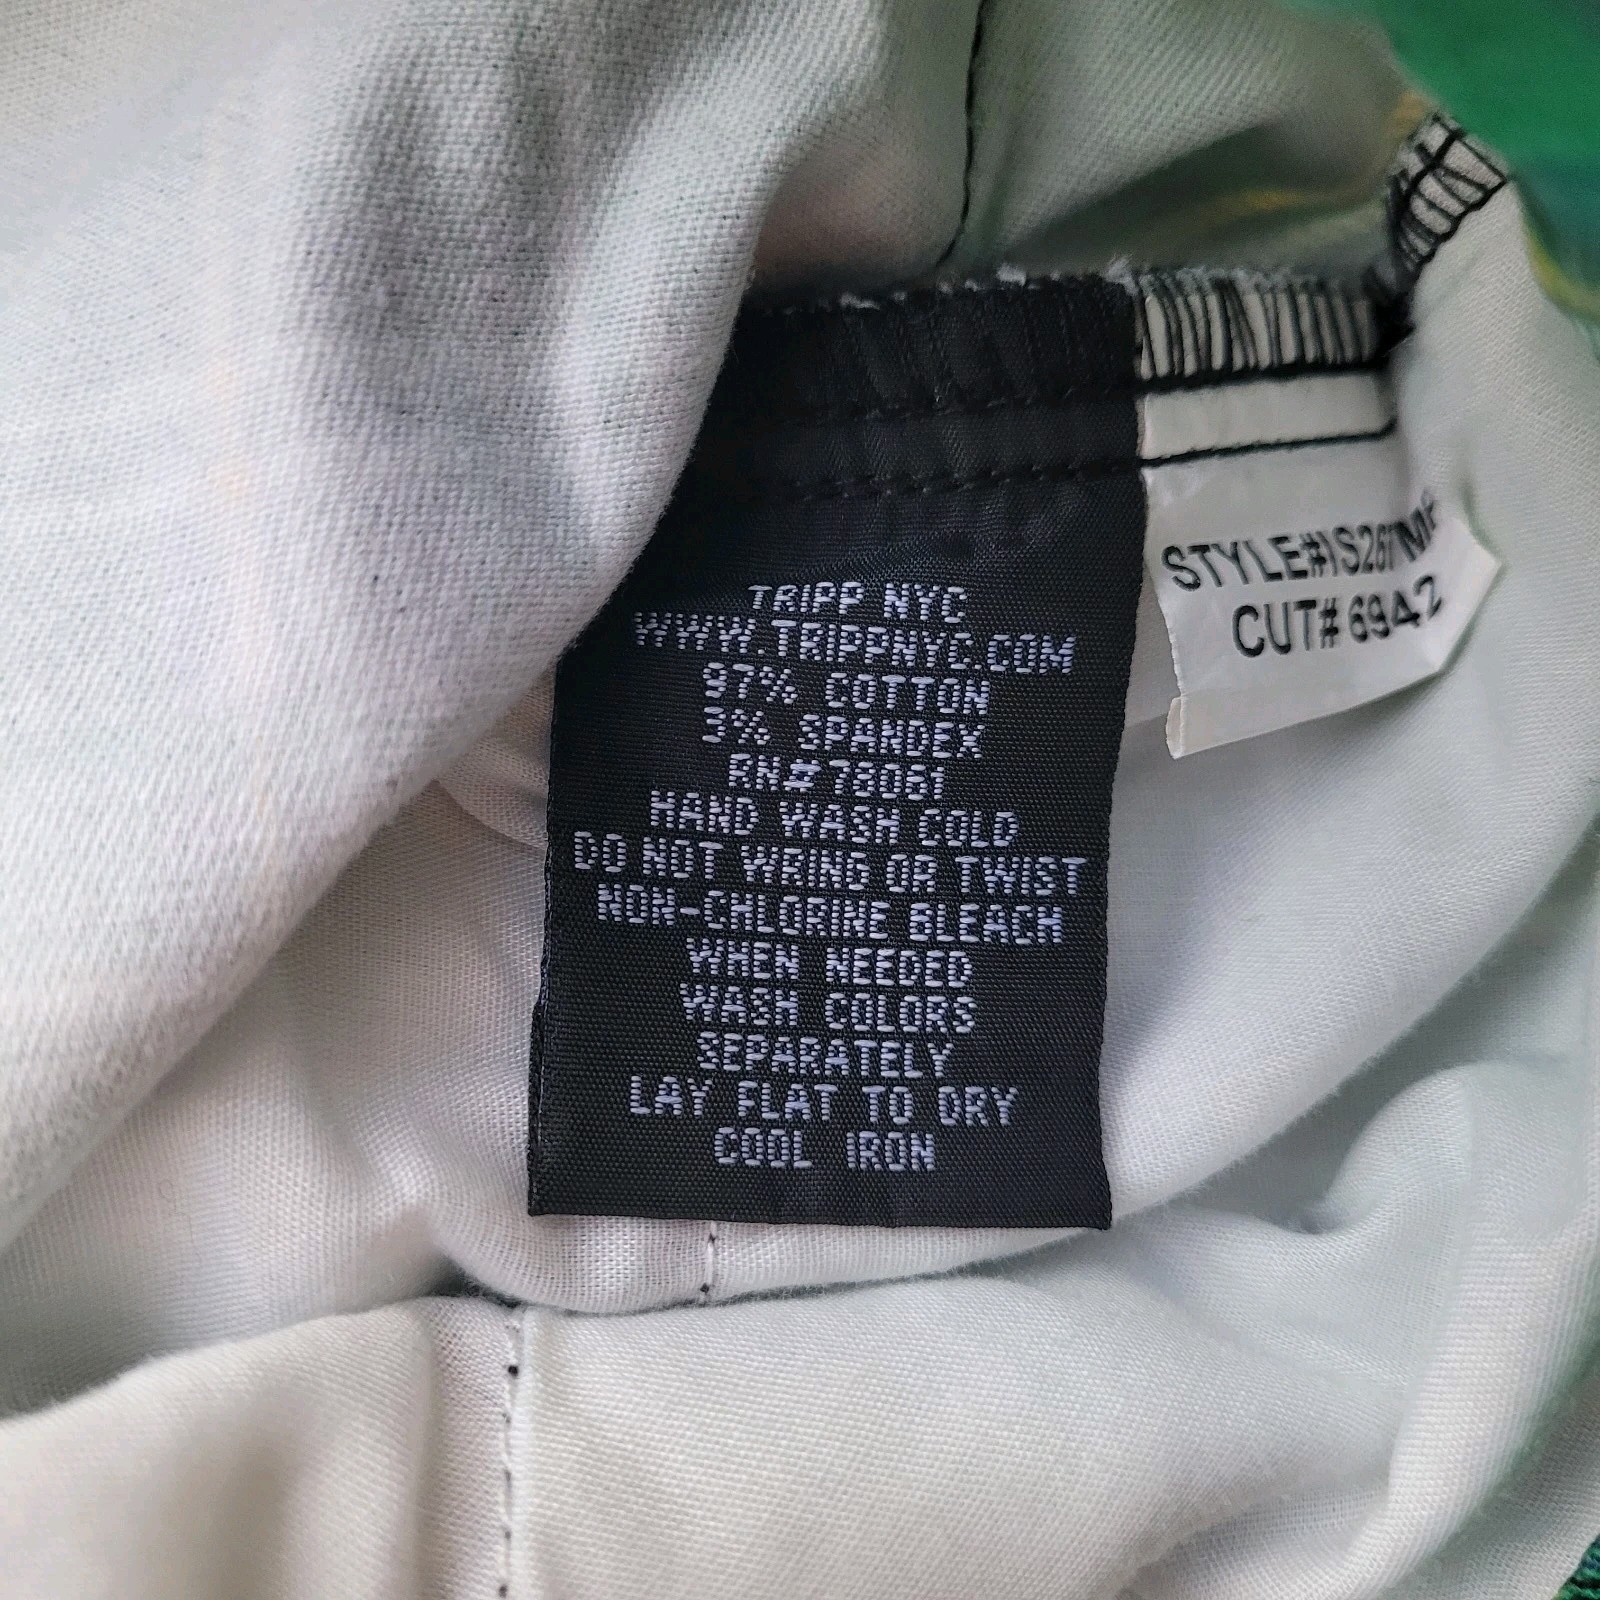 TRIPP NYC
WWW.TRIPPNYC.COM
97% COTTON
3% SPANDEX
RN#78061
HAND WASH COLD
DO NOT WRING OR TWIST
NON-CHLORINE BLEACH
WHEN NEEDED
WASH COLORS
SEPARATELY
LAY FLAT TO DRY
COOL IRON
STYLE#
CUT# 6942